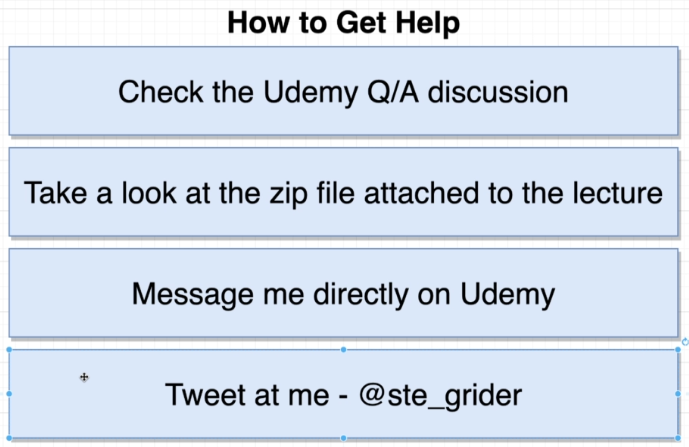 How to Get Help
Check the Udemy Q/A discussion
Take a look at the zip file attached to the lecture
Message me directly on Udemy
Tweet at me - @ste_grider